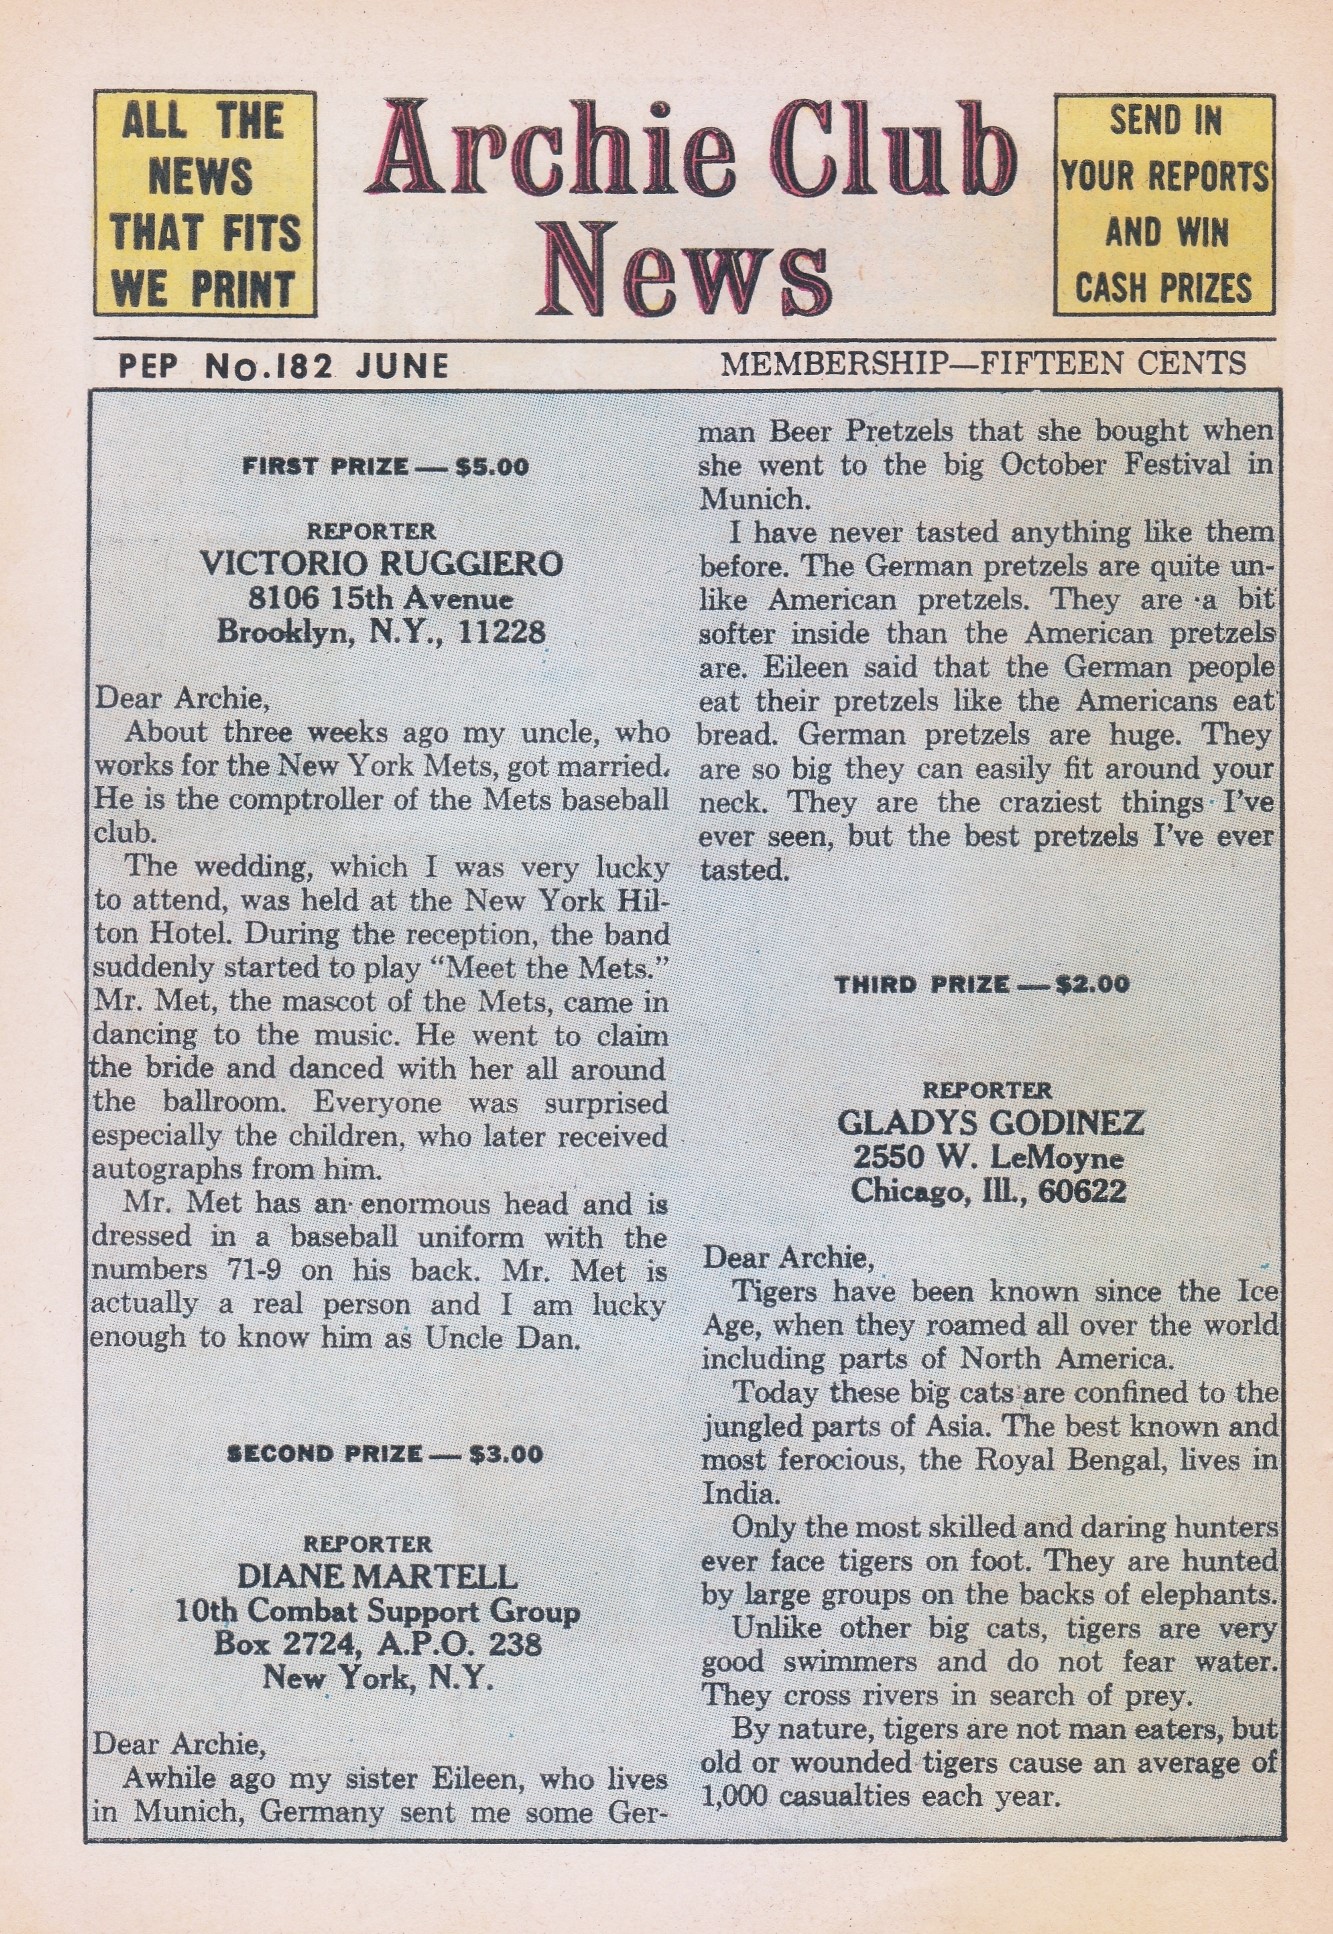 ALL THE
NEWS
THAT FITS
WE PRINT
Archie Club
News
SEND IN
YOUR REPORTS
AND WIN
CASH PRIZES
PEP No.182 JUNE
MEMBERSHIP—FIFTEEN CENTS
FIRST PRIZE — $5.00
REPORTER
VICTORIO RUGGIERO
8106 15th Avenue
Brooklyn, N.Y., 11228
Dear Archie,
About three weeks ago my uncle, who
works for the New York Mets, got married.
He is the comptroller of the Mets baseball
club.
The wedding, which I was very lucky
to attend, was held at the New York Hil-
ton Hotel. During the reception, the band
suddenly started to play “Meet the Mets.”
Mr. Met, the mascot of the Mets, came in
dancing to the music. He went to claim
the bride and danced with her all around
the ballroom. Everyone was surprised
especially the children, who later received
autographs from him.
Mr. Met has an enormous head and is
dressed in a baseball uniform with the
numbers 71-9 on his back. Mr. Met is
actually a real person and I am lucky
enough to know him as Uncle Dan.
SECOND PRIZE — $3.00
REPORTER
DIANE MARTELL
10th Combat Support Group
Box 2724, A.P.O. 238
New York, N.Y.
Dear Archie,
Awhile ago my sister Eileen, who lives
in Munich, Germany sent me some Ger-
man Beer Pretzels that she bought when
she went to the big October Festival in
Munich.
I have never tasted anything like them
before. The German pretzels are quite un-
like American pretzels. They are a bit
softer inside than the American pretzels
are. Eileen said that the German people
eat their pretzels like the Americans eat
bread. German pretzels are huge. They
are so big they can easily fit around your
neck. They are the craziest things I’ve
ever seen, but the best pretzels I’ve ever
tasted.
THIRD PRIZE — $2.00
REPORTER
GLADYS GODINEZ
2550 W. LeMoyne
Chicago, Ill., 60622
Dear Archie,
Tigers have been known since the Ice
Age, when they roamed all over the world
including parts of North America.
Today these big cats are confined to the
jungled parts of Asia. The best known and
most ferocious, the Royal Bengal, lives in
India.
Only the most skilled and daring hunters
ever face tigers on foot. They are hunted
by large groups on the backs of elephants.
Unlike other big cats, tigers are very
good swimmers and do not fear water.
They cross rivers in search of prey.
By nature, tigers are not man eaters, but
old or wounded tigers cause an average of
1,000 casualties each year.